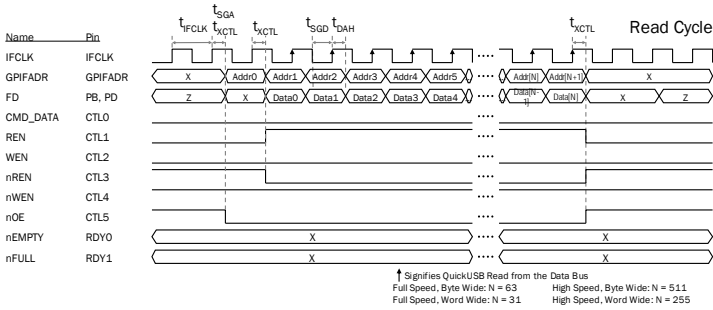 Read Cycle
tIFCLK tSGA tXCTL tXCTL tSGD tDAH tXCTL
Name Pin
IFCLK IFCLK
GPIFADR GPIFADR X Addr0 Addr1 Addr2 Addr3 Addr4 Addr5 Addr[N] Addr[N+1] X
FD PB, PD Z X Data0 Data1 Data2 Data3 Data4 Data[N-1] Data[N] X Z
CMD_DATA CTL0
REN CTL1
WEN CTL2
nREN CTL3
nWEN CTL4
nOE CTL5
nEMPTY RDY0 X X
nFULL RDY1 X X
Signifies QuickUSB Read from the Data Bus
Full Speed, Byte Wide: N = 63 High Speed, Byte Wide: N = 511
Full Speed, Word Wide: N = 31 High Speed, Word Wide: N = 255